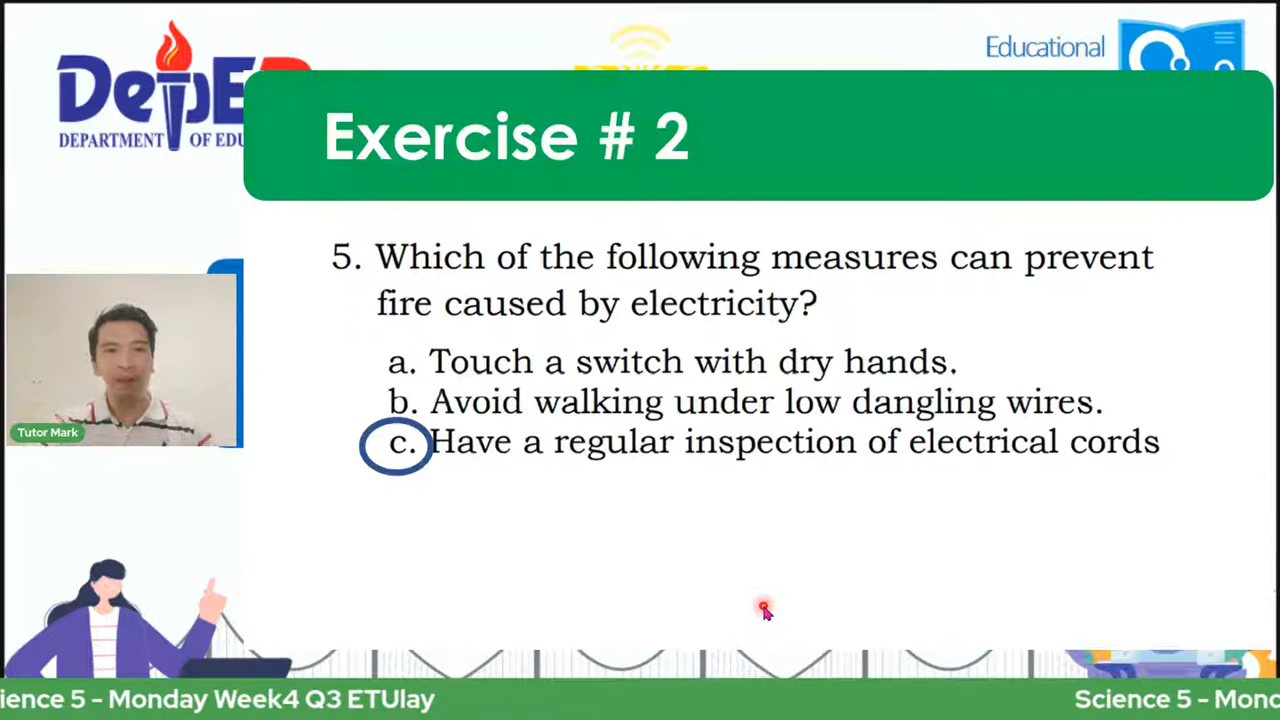 DepE
DEPARTMENT OF EDU
Educational
Exercise # 2
5. Which of the following measures can prevent
fire caused by electricity?
a. Touch a switch with dry hands.
b. Avoid walking under low dangling wires.
c. Have a regular inspection of electrical cords
Tutor Mark
ience 5 - Monday Week4 Q3 ETUlay
Science 5 - Mond